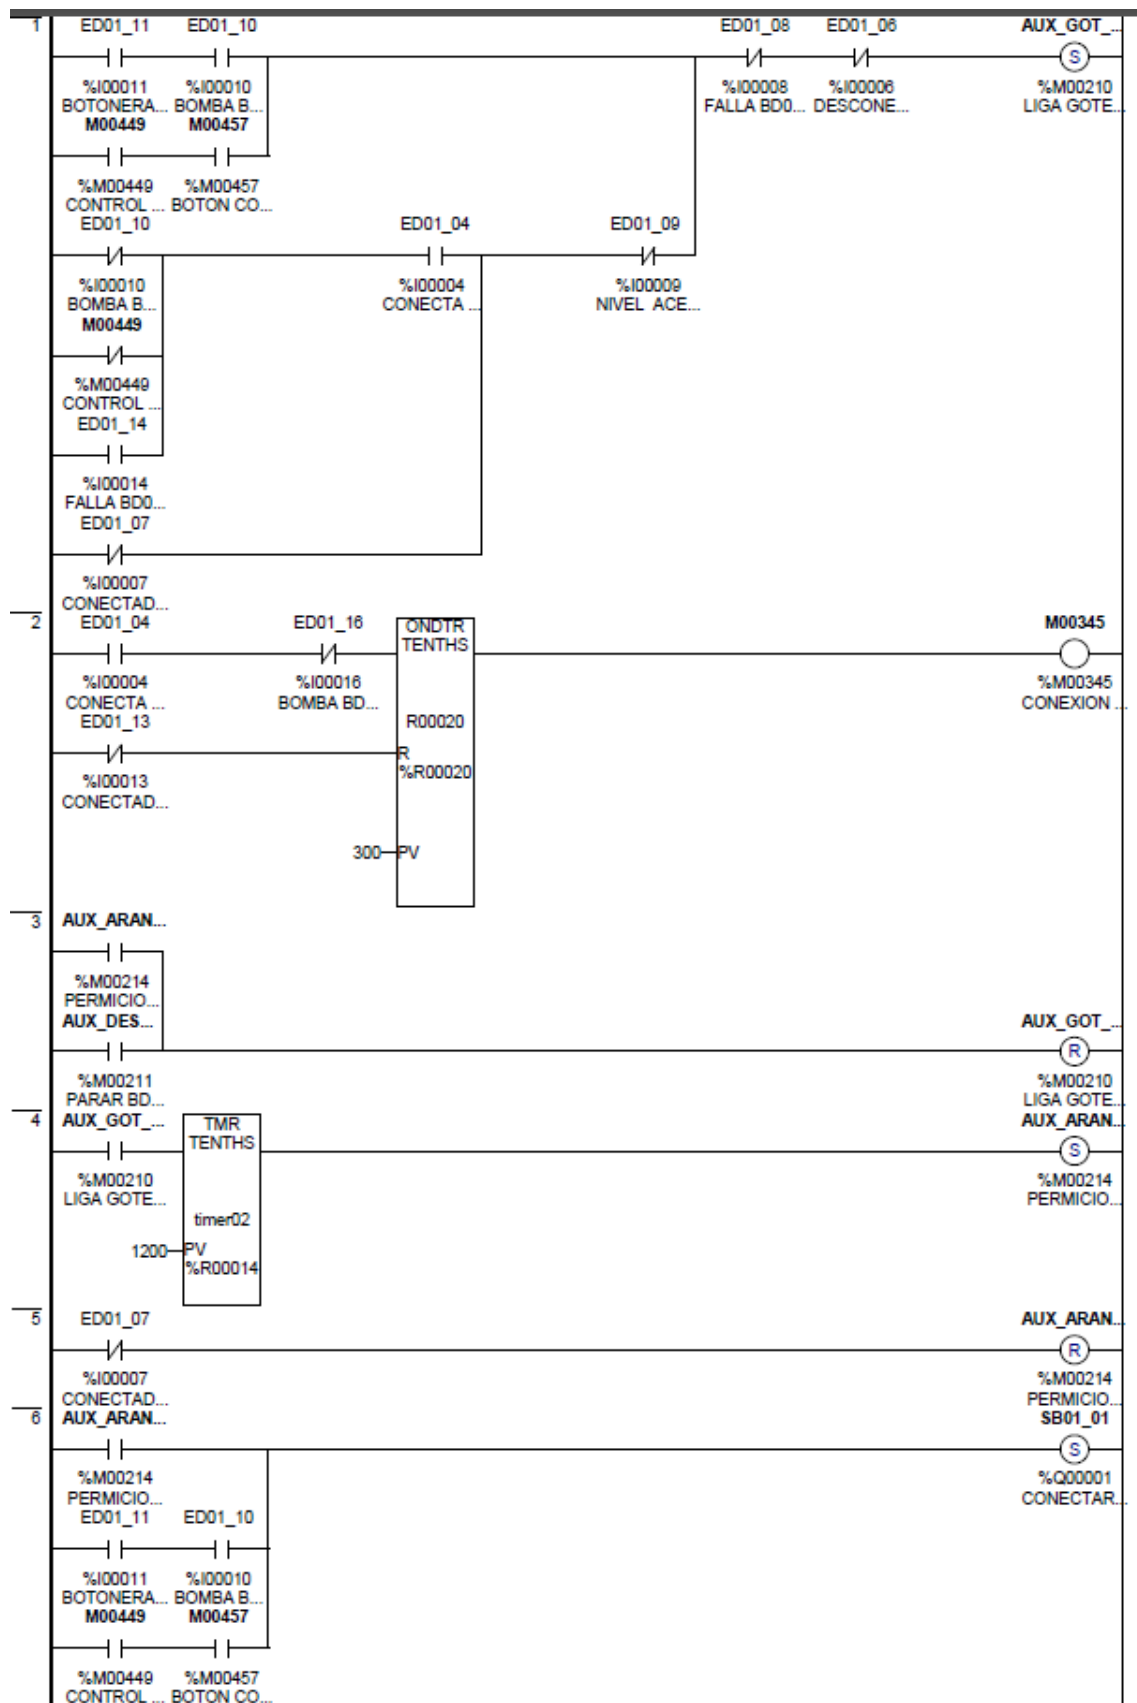 1 ED01_11 ED01_10 ED01_08 ED01_06 AUX_GOT_...
S
%I00011 %I00010 %I00008 %I00006 %M00210
BOTONERA... BOMBA B... FALLA BD0... DESCONE... LIGA GOTE...
M00449 M00457
%M00449 %M00457
CONTROL ... BOTON CO...
ED01_10 ED01_04 ED01_09
%I00010 %I00004 %I00009
BOMBA B... CONECTA ... NIVEL ACE...
M00449
%M00449
CONTROL ...
ED01_14
%I00014
FALLA BD0...
ED01_07
%I00007
CONECTAD...
2 ED01_04 ED01_16 ONDTR M00345
TENTHS
%I00004 %I00016 %M00345
CONECTA ... BOMBA BD... CONEXION ...
ED01_13 R00020
R
%I00013 %R00020
CONECTAD...
300 PV
3 AUX_ARAN...
%M00214
PERMICIO...
AUX_DES... AUX_GOT_...
R
%M00211 %M00210
PARAR BD... LIGA GOTE...
4 AUX_GOT_... TMR AUX_ARAN...
TENTHS S
%M00210 %M00214
LIGA GOTE... PERMICIO...
timer02
1200 PV
%R00014
5 ED01_07 AUX_ARAN...
R
%I00007 %M00214
CONECTAD... PERMICIO...
6 AUX_ARAN... SB01_01
S
%M00214 %Q00001
PERMICIO... CONECTAR...
ED01_11 ED01_10
%I00011 %I00010
BOTONERA... BOMBA B...
M00449 M00457
%M00449 %M00457
CONTROL ... BOTON CO...